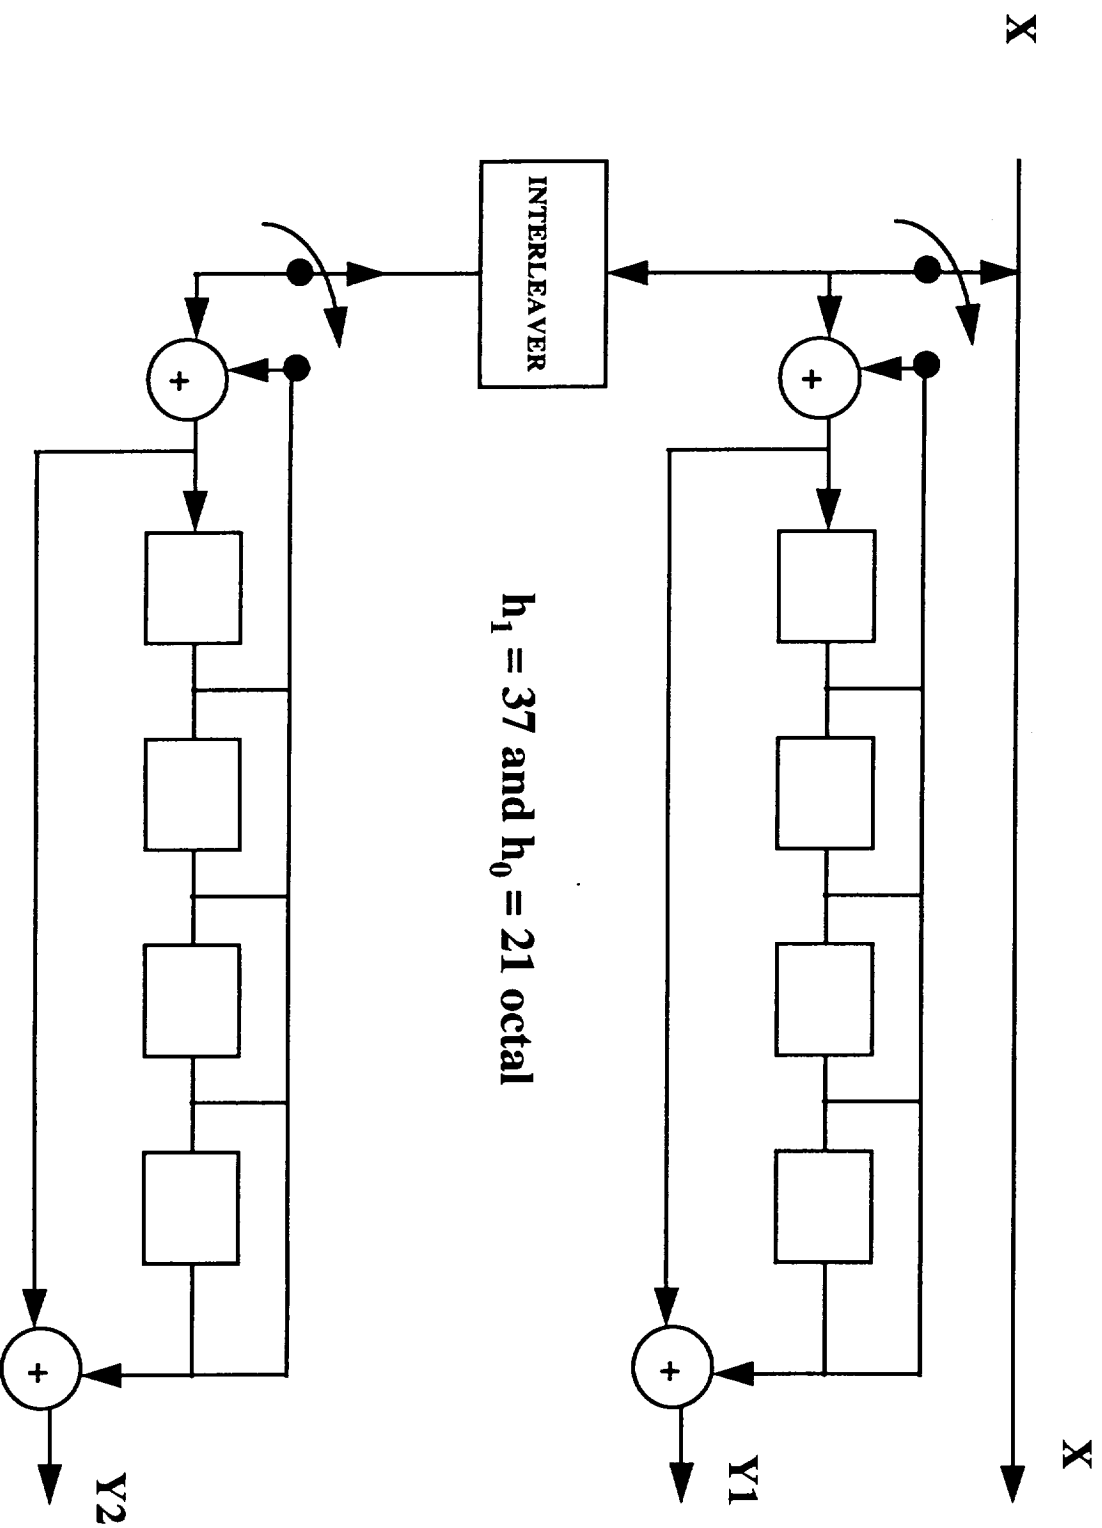 X
X
+
+
Y1
INTERLEAVER
h₁ = 37 and h₀ = 21 octal
+
+
Y2